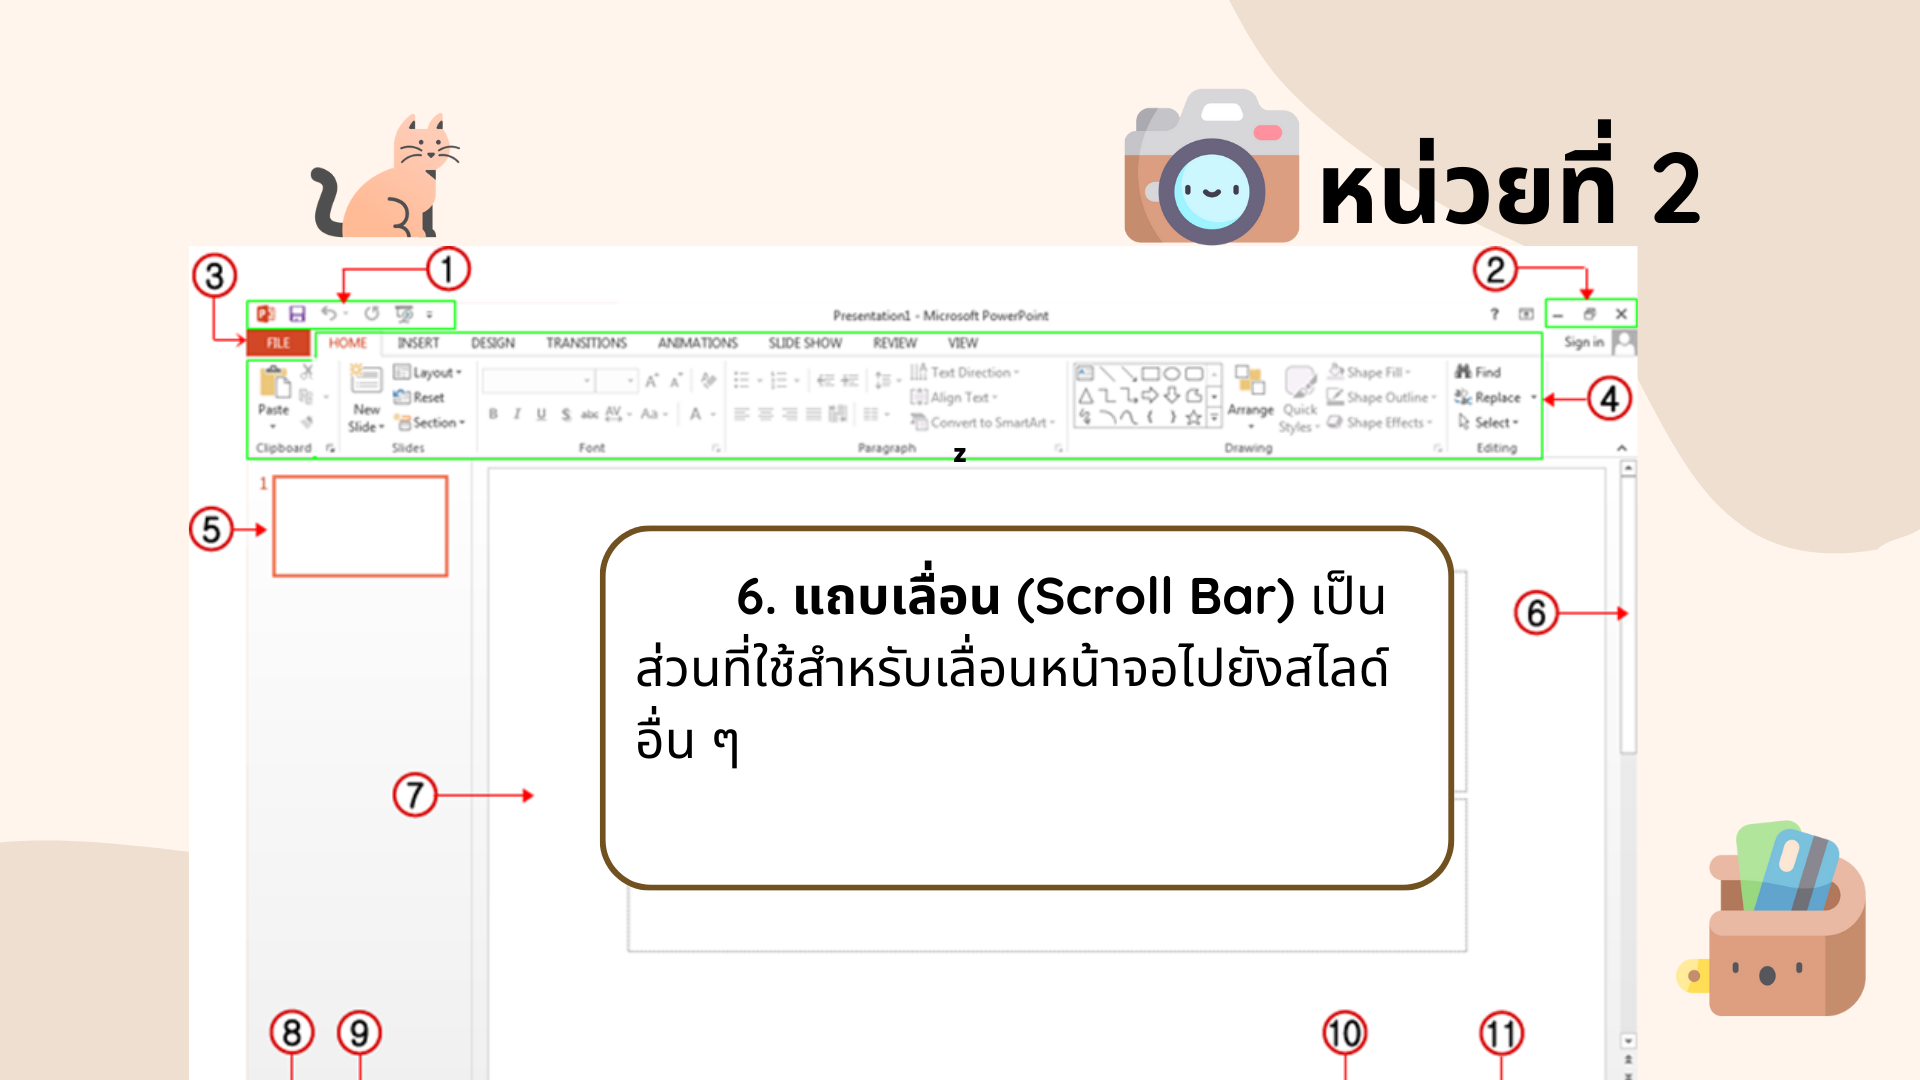 หน่วยที่ 2
1
2
3
Presentation1 - Microsoft PowerPoint
?
FILE HOME INSERT DESIGN TRANSITIONS ANIMATIONS SLIDE SHOW REVIEW VIEW Sign in
Layout
Text Direction
Shape Fill
Find
Reset
Align Text
Shape Outline
Replace
4
Paste
New
Slide
Section
B I U S abc AV Aa A
Convert to SmartArt
Arrange
Quick
Styles
Shape Effects
Select
Clipboard Slides Font Paragraph Drawing Editing
z
1
5
6. แถบเลื่อน (Scroll Bar) เป็น
ส่วนที่ใช้สำหรับเลื่อนหน้าจอไปยังสไลด์
อื่น ๆ
6
7
8 9 10 11